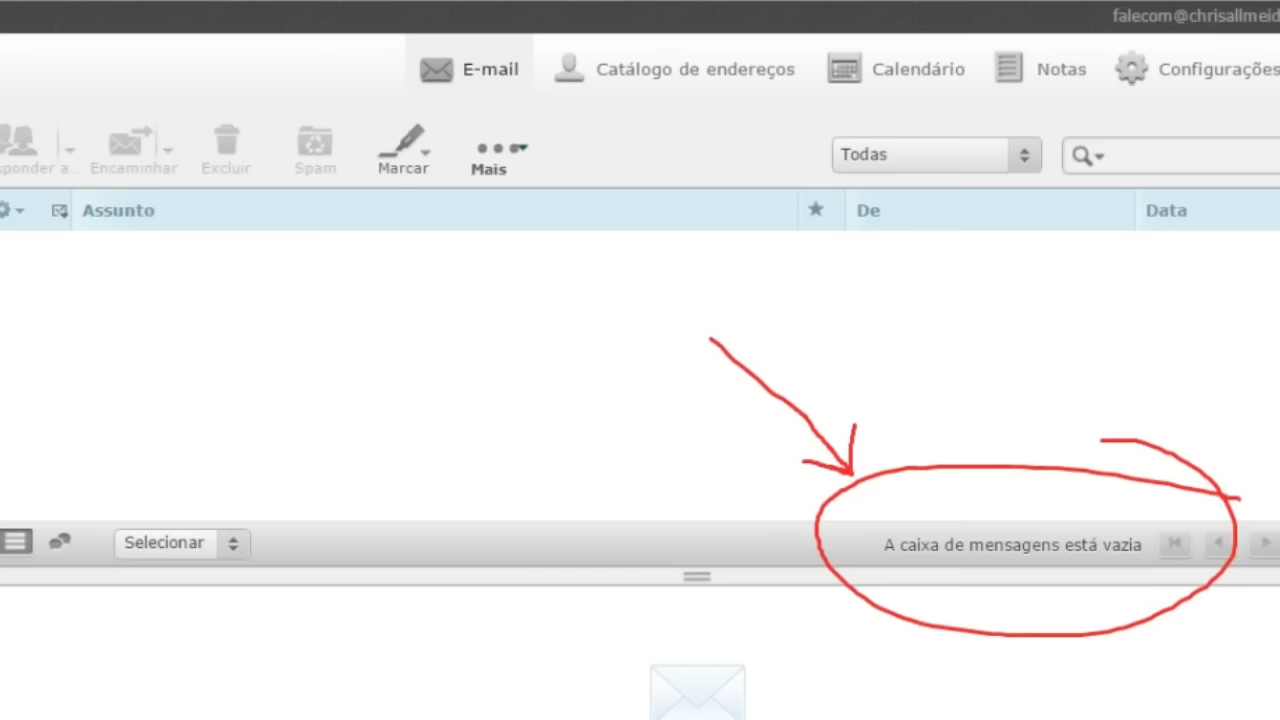 falecom@chrisallmeid
E-mail
Catálogo de endereços
Calendário
Notas
Configurações
sponder a...
Encaminhar
Excluir
Spam
Marcar
Mais
Todas
Assunto
De
Data
Selecionar
A caixa de mensagens está vazia